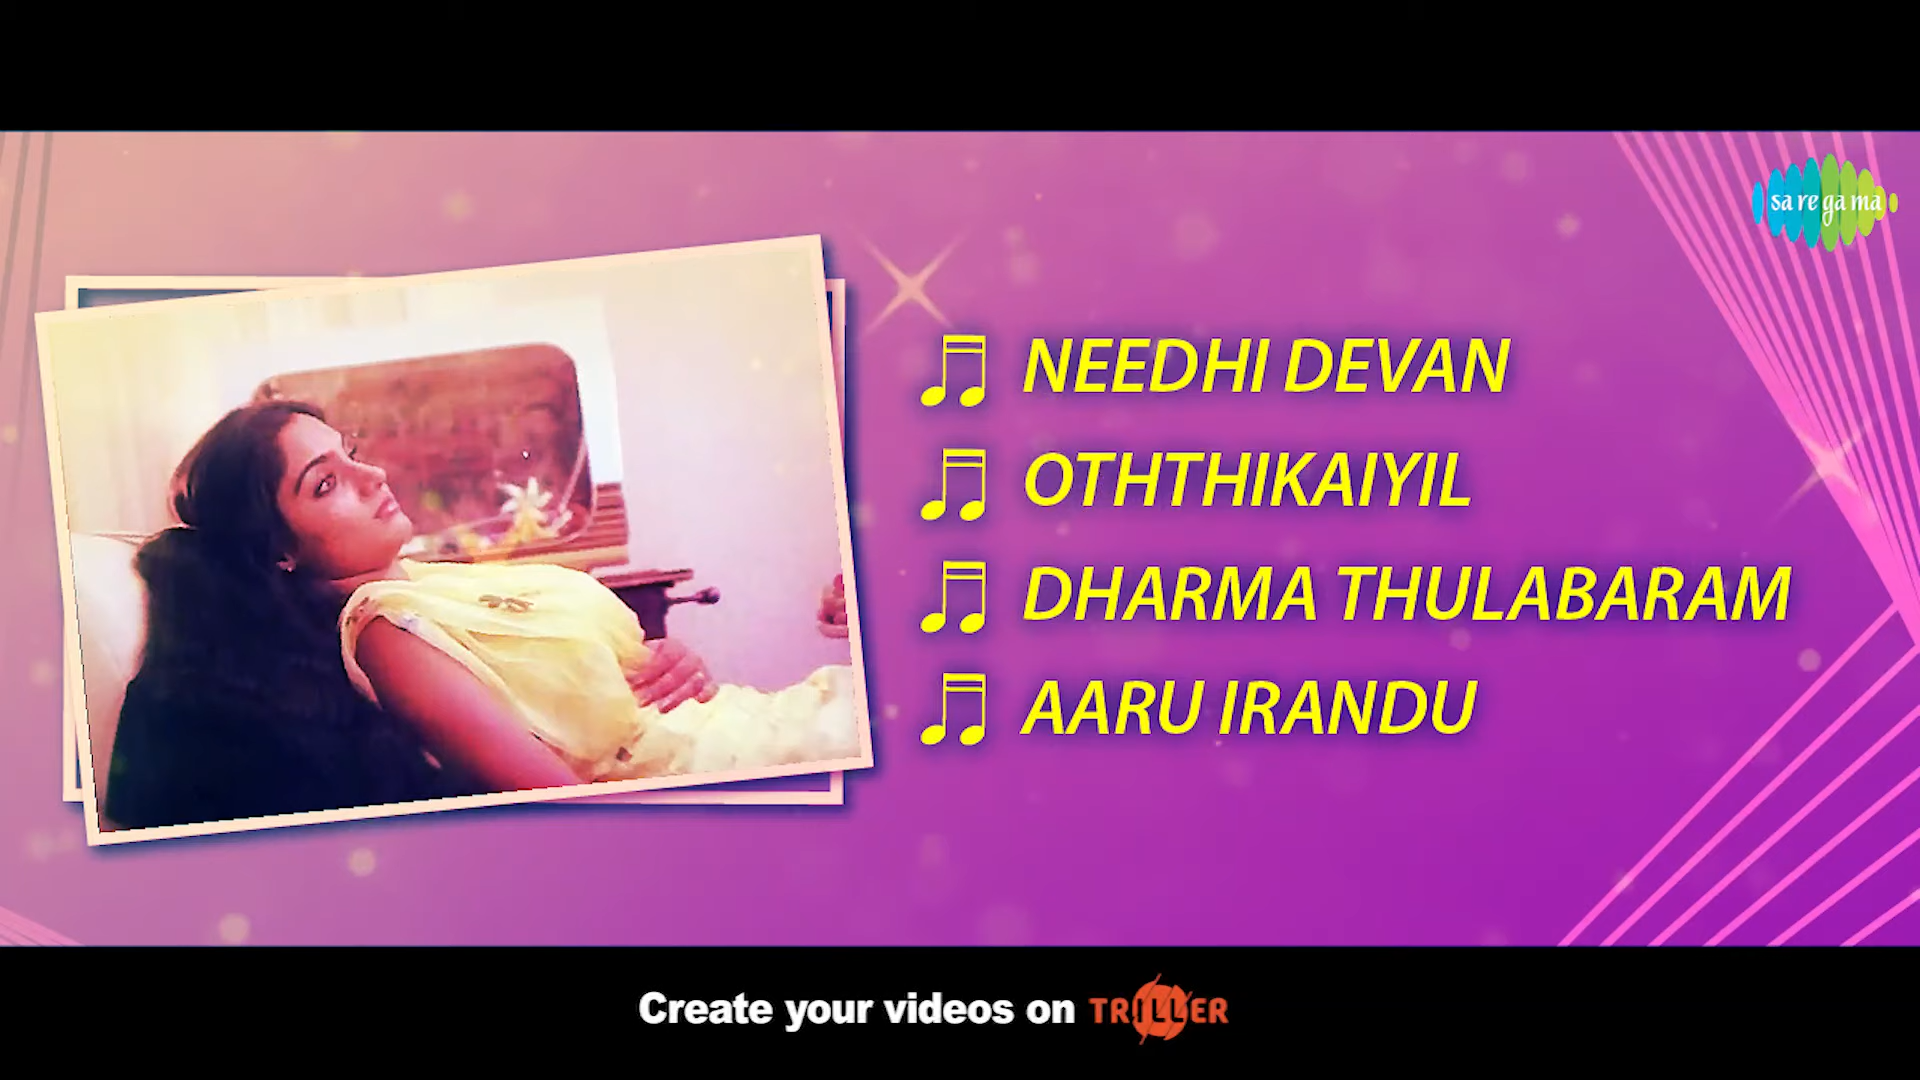 sa re ga ma
NEEDHI DEVAN
OTHTHIKAIYIL
DHARMA THULABARAM
AARU IRANDU
Create your videos on TRILLER